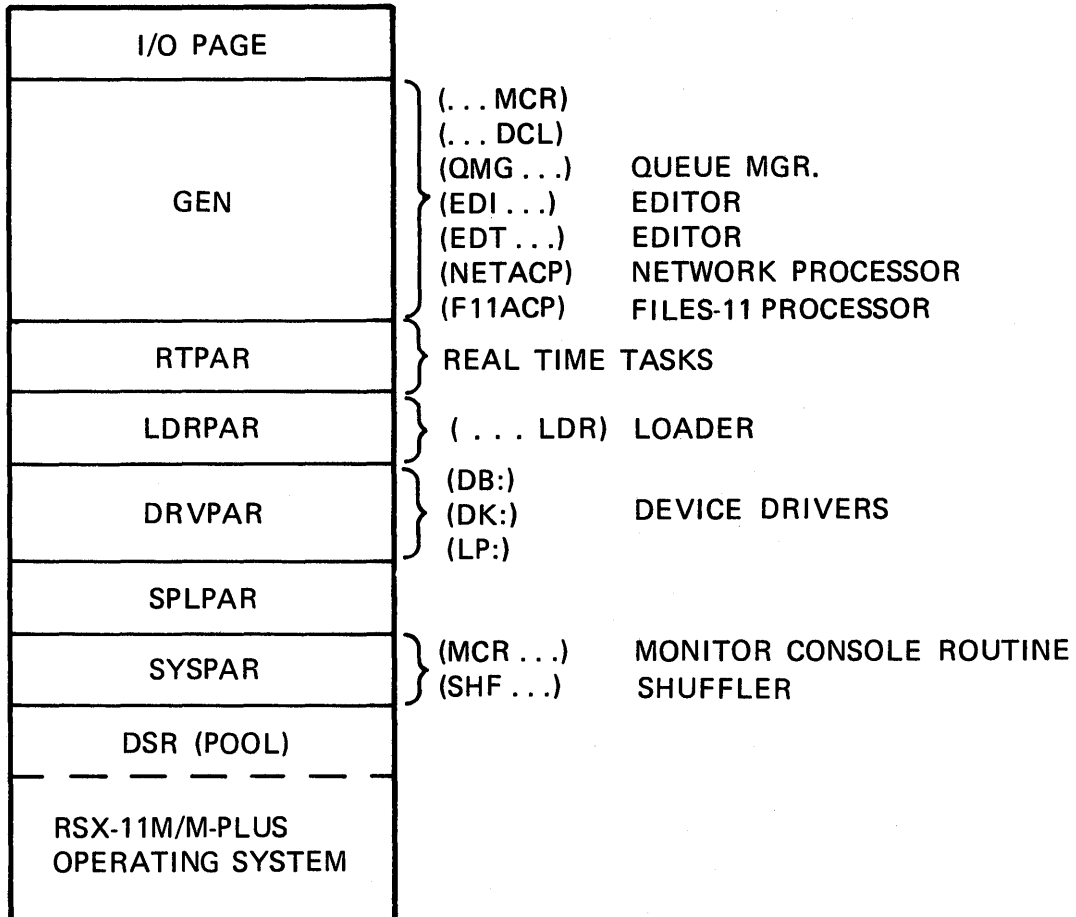 I/O PAGE
GEN
(...MCR)
(...DCL)
(QMG...) QUEUE MGR.
(EDI...) EDITOR
(EDT...) EDITOR
(NETACP) NETWORK PROCESSOR
(F11ACP) FILES-11 PROCESSOR
RTPAR
REAL TIME TASKS
LDRPAR
(...LDR) LOADER
DRVPAR
(DB:)
(DK:) DEVICE DRIVERS
(LP:)
SPLPAR
SYSPAR
(MCR...) MONITOR CONSOLE ROUTINE
(SHF...) SHUFFLER
DSR (POOL)
RSX-11M/M-PLUS
OPERATING SYSTEM